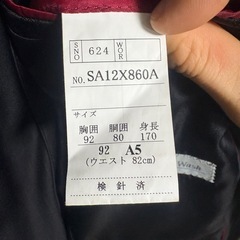 SNO 624 WOR
NO. SA12X860A
サイズ
胸囲 胴囲 身長
92 80 170
92 A5
(ウエスト 82cm)
検針済